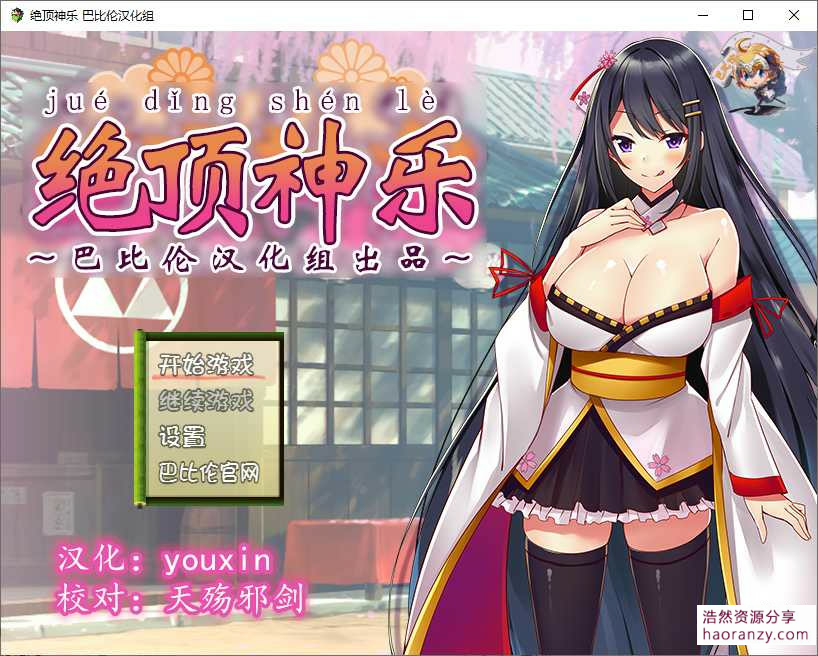 绝顶神乐 巴比伦汉化组
jué dǐng shén lè
绝顶神乐
～巴比伦汉化组出品～
开始游戏
继续游戏
设置
巴比伦官网
汉化：youxin
校对：天殇邪剑
浩然资源分享
haoranzy.com